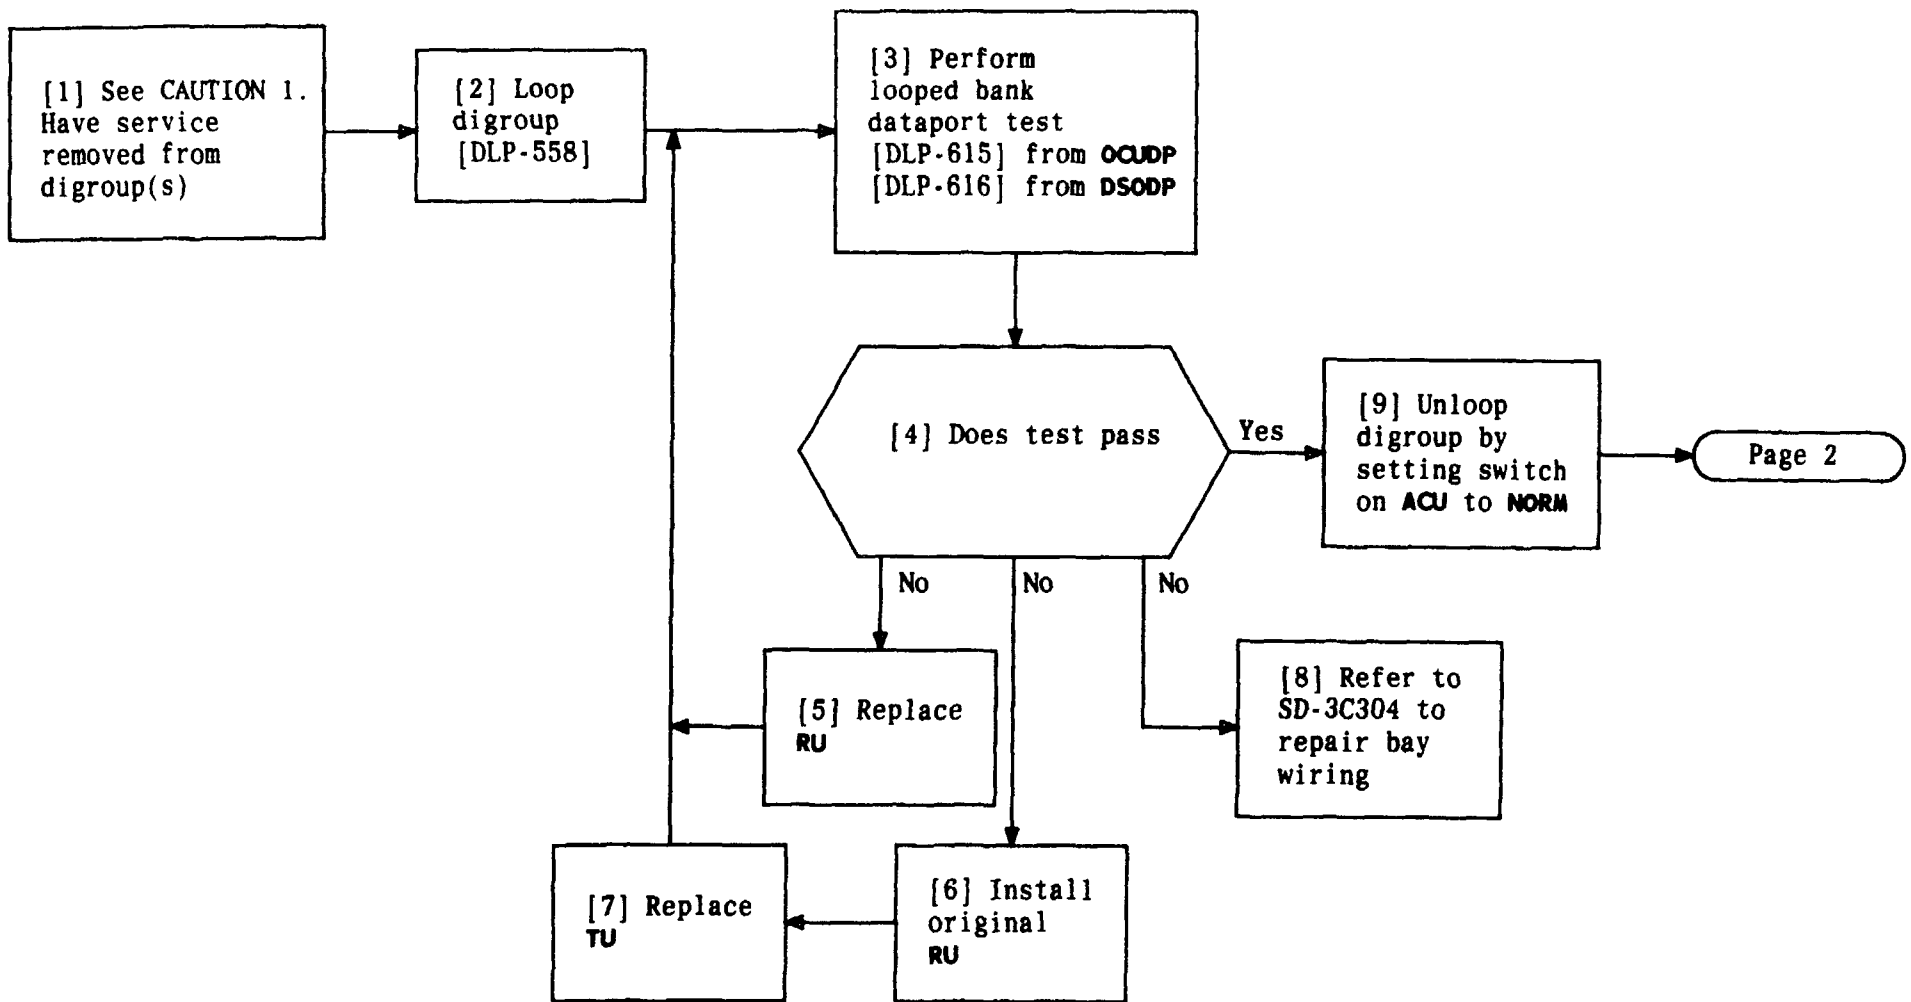 [1] See CAUTION 1.
Have service
removed from
digroup(s)
[2] Loop
digroup
[DLP-558]
[3] Perform
looped bank
dataport test
[DLP-615] from OCUDP
[DLP-616] from DSODP
[4] Does test pass
Yes
[9] Unloop
digroup by
setting switch
on ACU to NORM
Page 2
No
No
No
[5] Replace
RU
[8] Refer to
SD-3C304 to
repair bay
wiring
[7] Replace
TU
[6] Install
original
RU